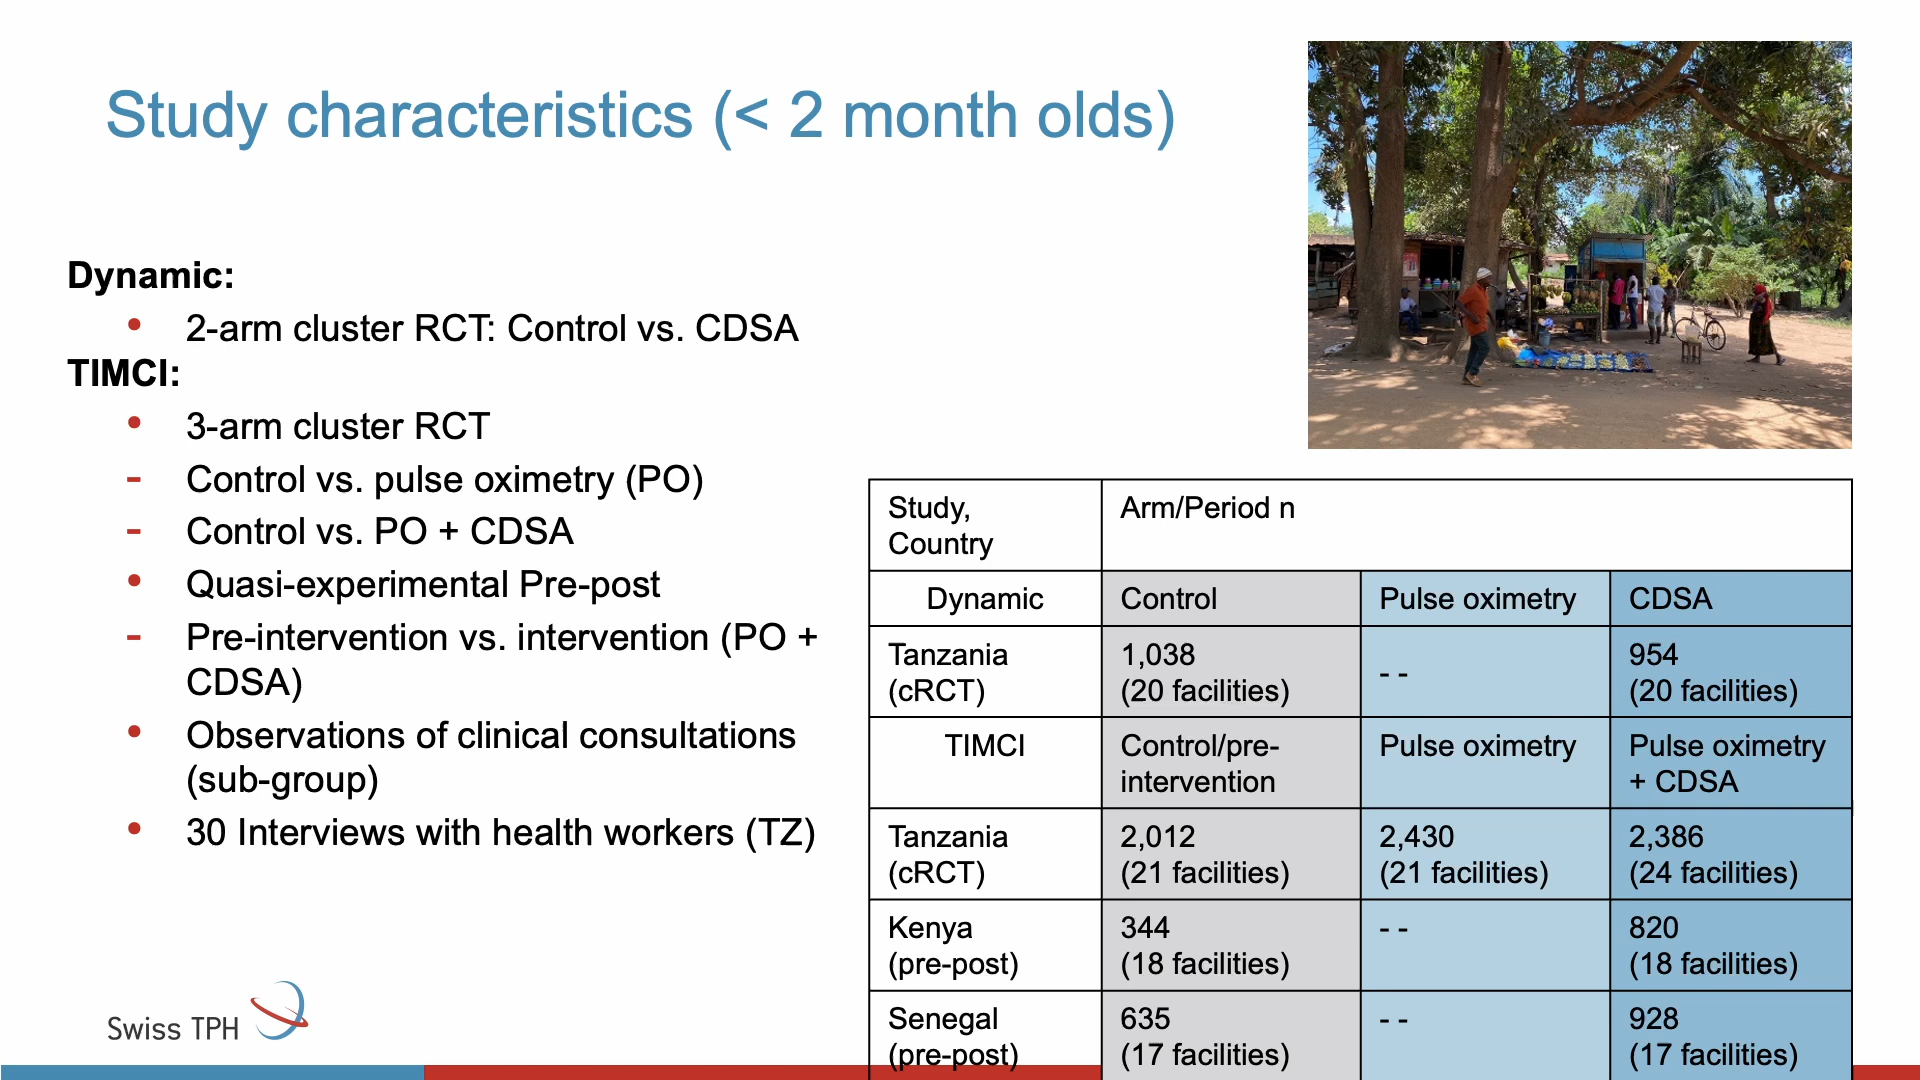 Study characteristics (< 2 month olds)
Dynamic:
• 2-arm cluster RCT: Control vs. CDSA
TIMCI:
• 3-arm cluster RCT
- Control vs. pulse oximetry (PO)
- Control vs. PO + CDSA
• Quasi-experimental Pre-post
- Pre-intervention vs. intervention (PO +
CDSA)
• Observations of clinical consultations
(sub-group)
• 30 Interviews with health workers (TZ)
Study,
Country
Arm/Period n
Dynamic
Control
Pulse oximetry
CDSA
Tanzania
(cRCT)
1,038
(20 facilities)
- -
954
(20 facilities)
TIMCI
Control/pre-
intervention
Pulse oximetry
Pulse oximetry
+ CDSA
Tanzania
(cRCT)
2,012
(21 facilities)
2,430
(21 facilities)
2,386
(24 facilities)
Kenya
(pre-post)
344
(18 facilities)
- -
820
(18 facilities)
Senegal
(pre-post)
635
(17 facilities)
- -
928
(17 facilities)
Swiss TPH